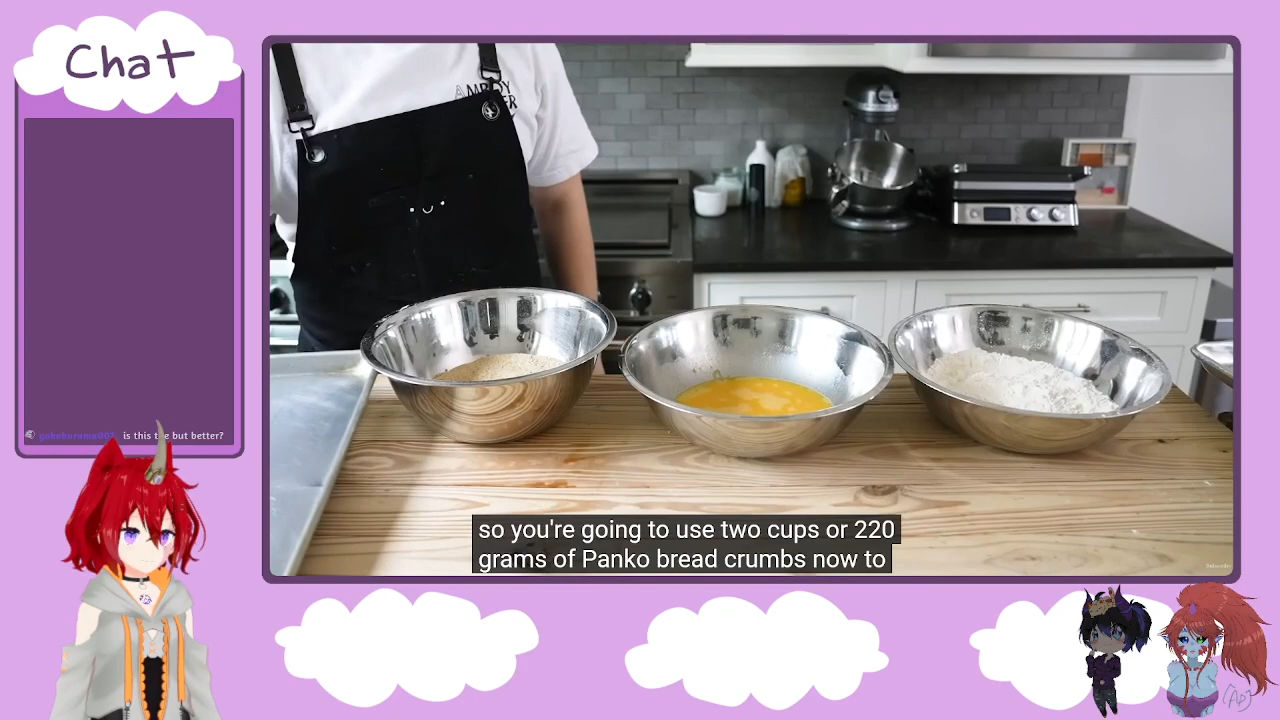 Chat
is this the but better?
so you're going to use two cups or 220
grams of Panko bread crumbs now to